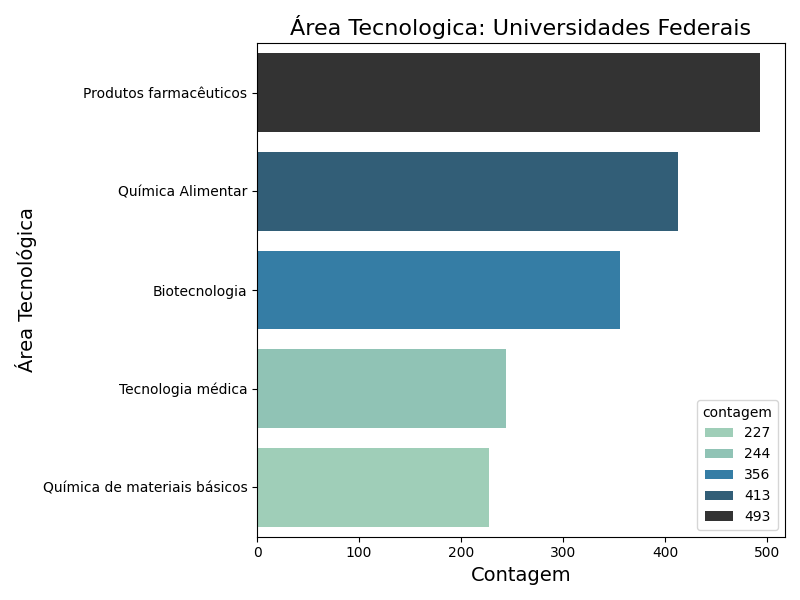 Área Tecnologica: Universidades Federais
Área Tecnológica
Produtos farmacêuticos
Química Alimentar
Biotecnologia
Tecnologia médica
Química de materiais básicos
contagem
227
244
356
413
493
0 100 200 300 400 500
Contagem